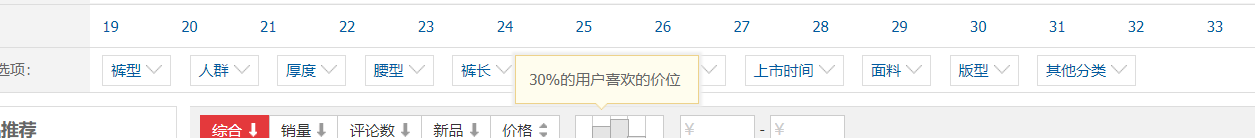 19 20 21 22 23 24 25 26 27 28 29 30 31 32 33
选项： 裤型 人群 厚度 腰型 裤长 上市时间 面料 版型 其他分类
30%的用户喜欢的价位
推荐 综合 销量 评论数 新品 价格 ¥ - ¥